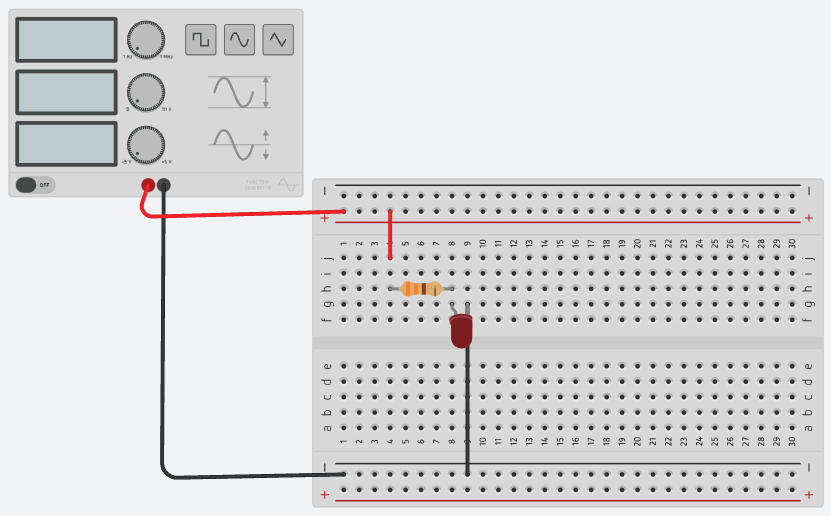 1 Hz 1 MHz
0 10 V
-5 V +5 V
OFF
FUNCTION
GENERATOR
− −
+ +
1 2 3 4 5 6 7 8 9 10 11 12 13 14 15 16 17 18 19 20 21 22 23 24 25 26 27 28 29 30
j j
i i
h h
g g
f f
e e
d d
c c
b b
a a
1 2 3 4 5 6 7 8 9 10 11 12 13 14 15 16 17 18 19 20 21 22 23 24 25 26 27 28 29 30
− −
+ +